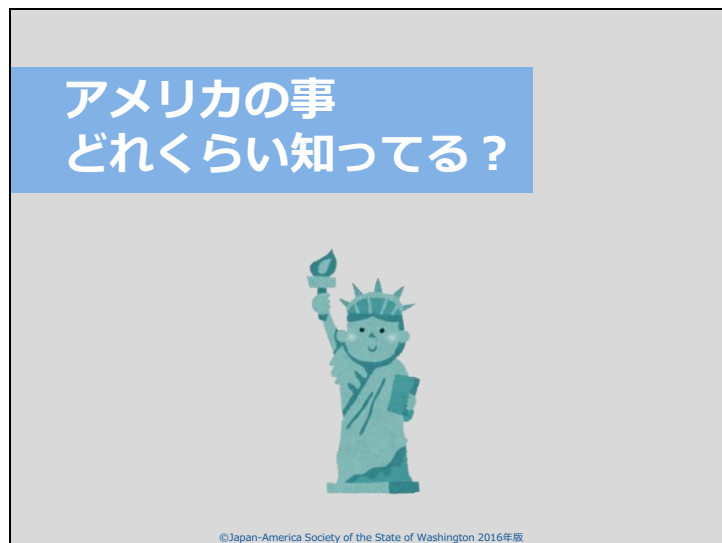 アメリカの事
どれくらい知ってる？
©Japan-America Society of the State of Washington 2016年版